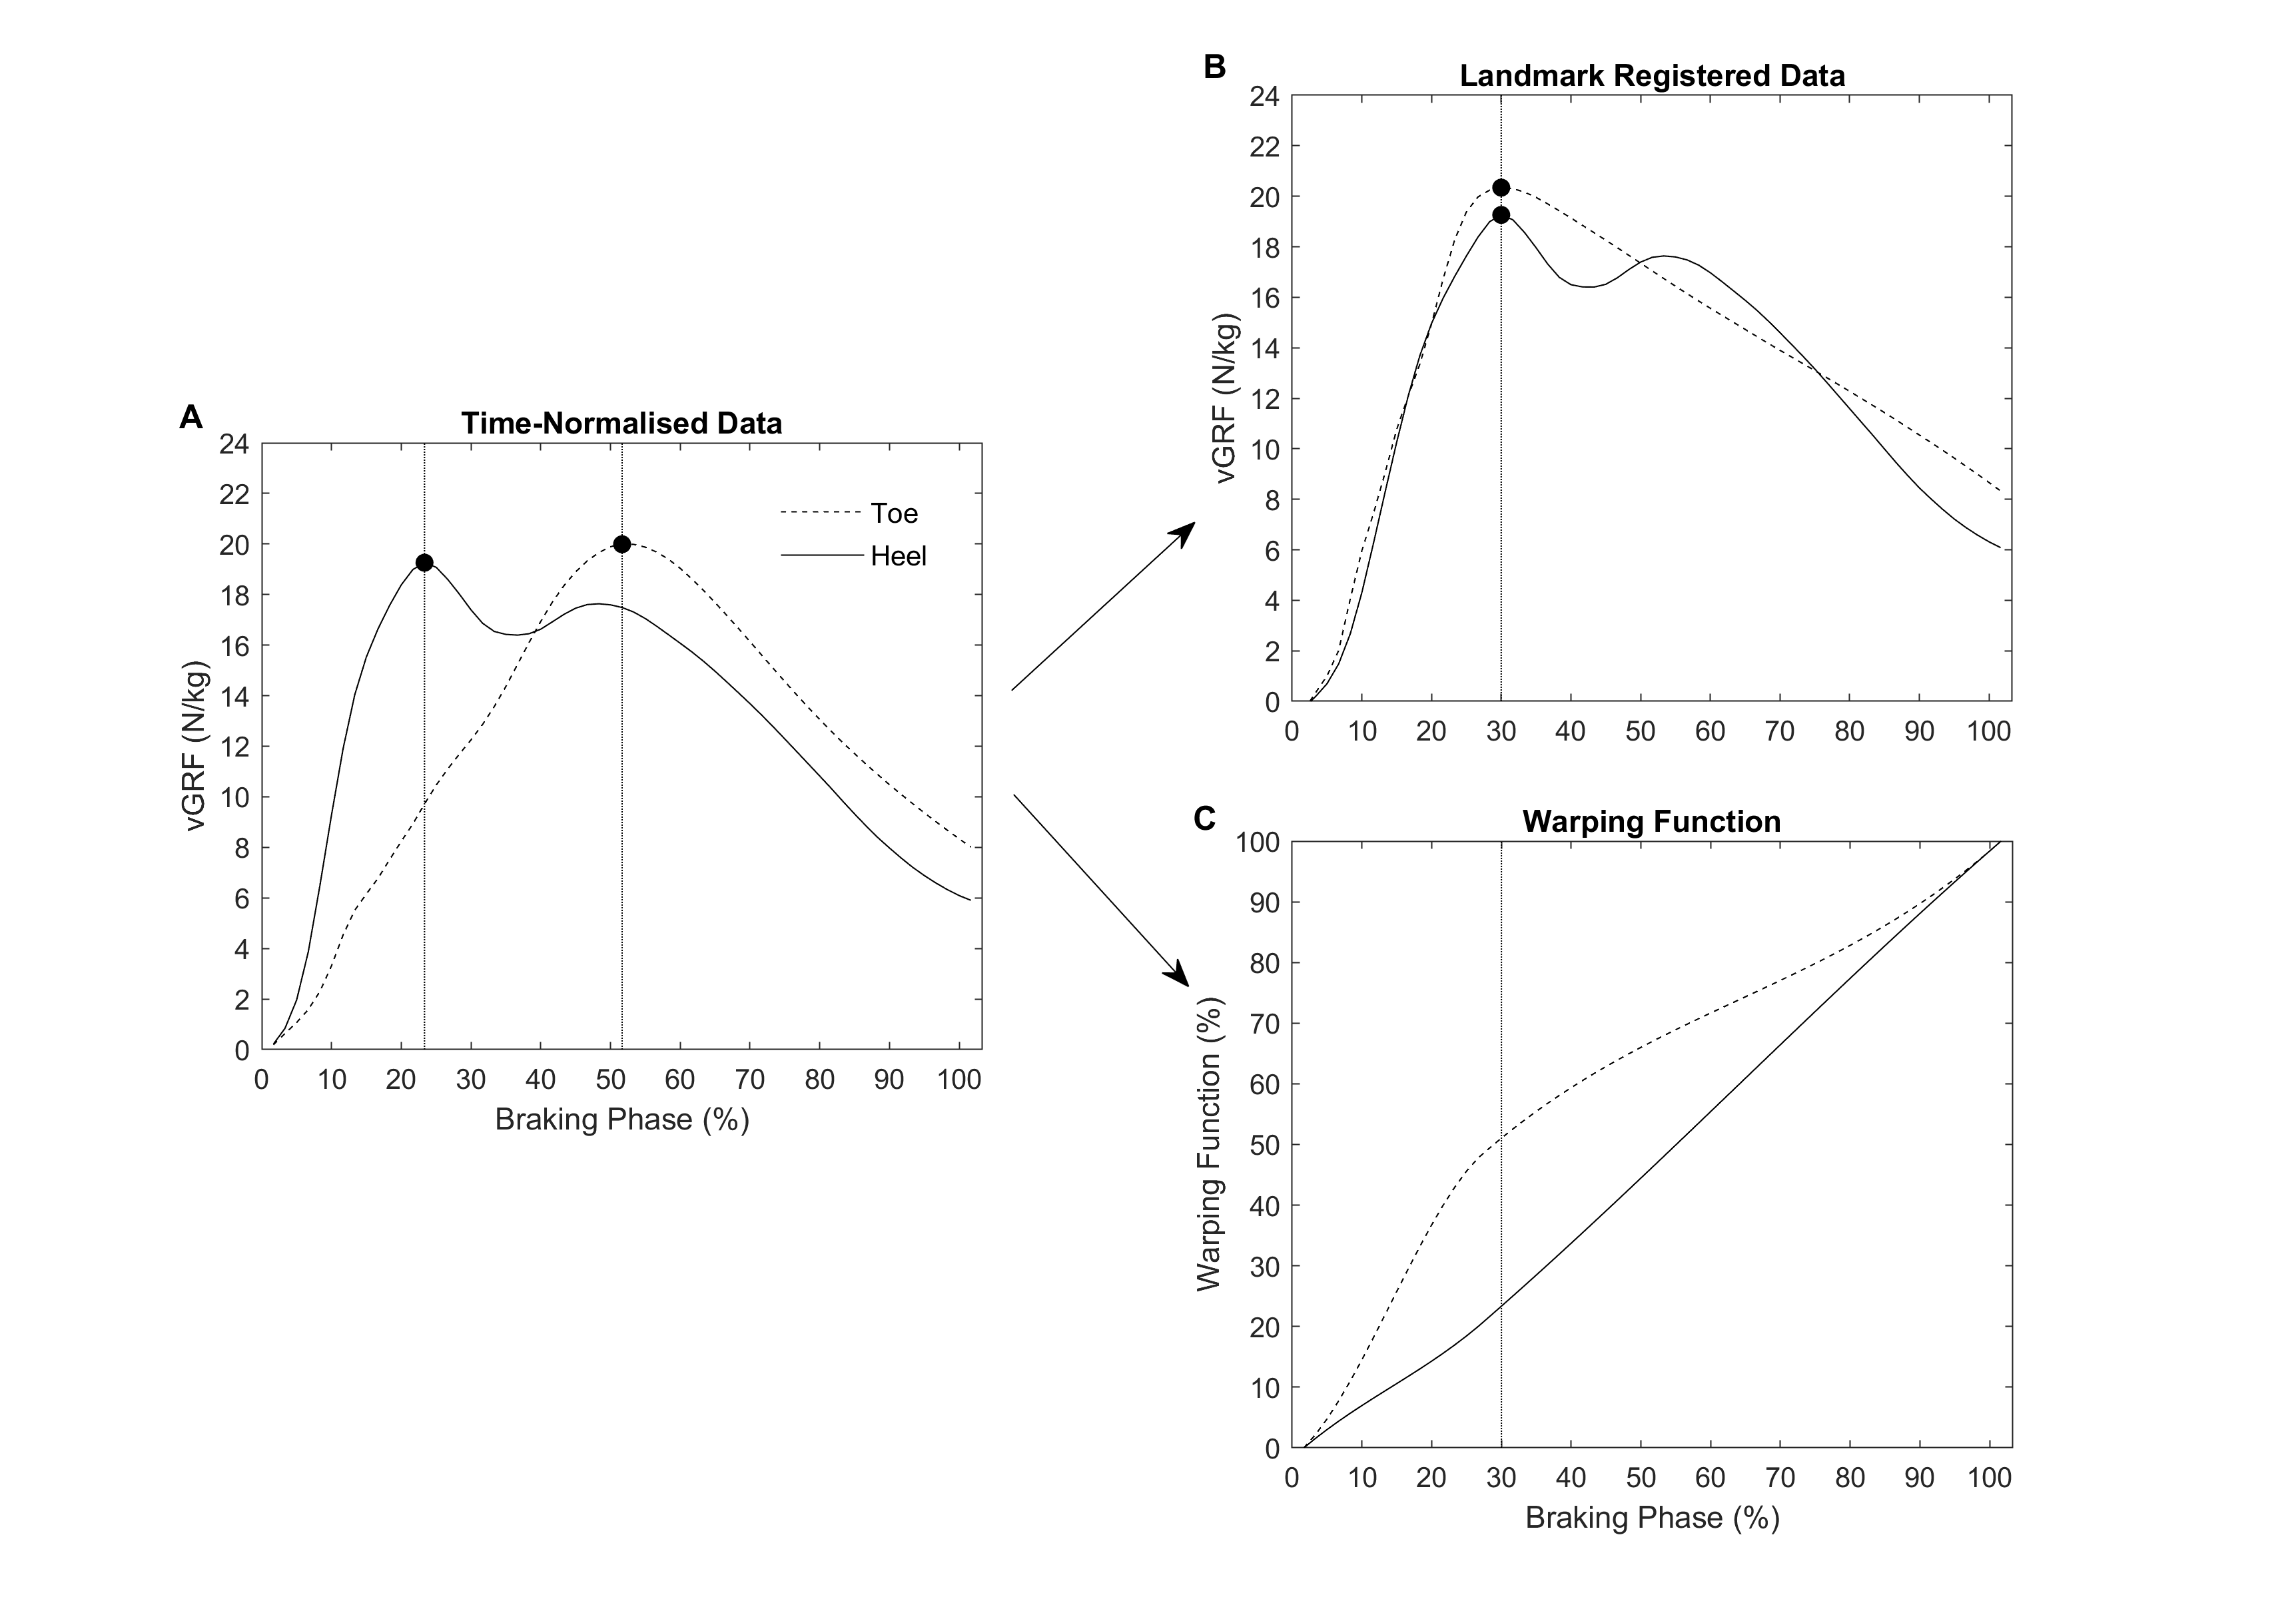 A
Time-Normalised Data
24
22
20
18
16
14
12
10
8
6
4
2
0
vGRF (N/kg)
Toe
Heel
0 10 20 30 40 50 60 70 80 90 100
Braking Phase (%)
B
Landmark Registered Data
24
22
20
18
16
14
12
10
8
6
4
2
0
vGRF (N/kg)
0 10 20 30 40 50 60 70 80 90 100
C
Warping Function
100
90
80
70
60
50
40
30
20
10
0
Warping Function (%)
0 10 20 30 40 50 60 70 80 90 100
Braking Phase (%)